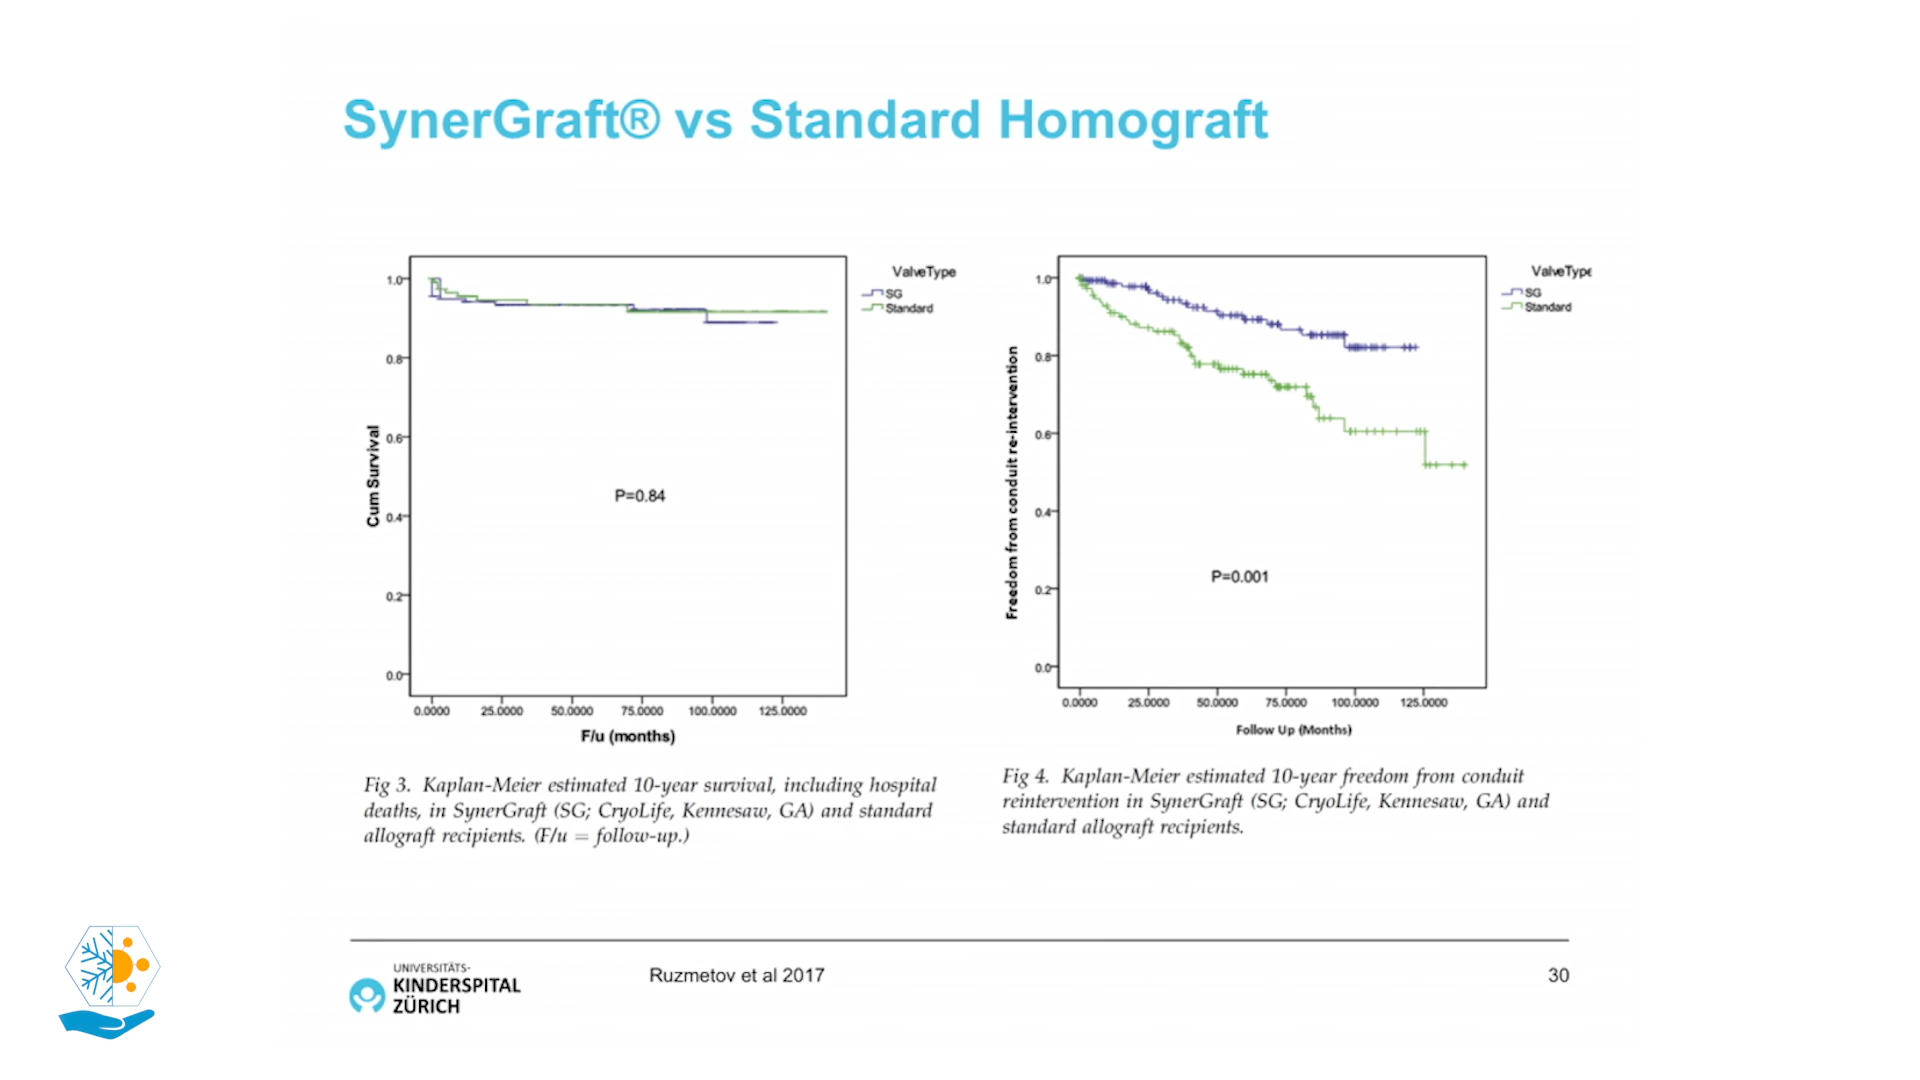 SynerGraft® vs Standard Homograft
1.0
0.8
0.6
0.4
0.2
0.0
Cum Survival
P=0.84
0.0000 25.0000 50.0000 75.0000 100.0000 125.0000
F/u (months)
ValveType
SG
Standard
Fig 3. Kaplan-Meier estimated 10-year survival, including hospital
deaths, in SynerGraft (SG; CryoLife, Kennesaw, GA) and standard
allograft recipients. (F/u = follow-up.)
1.0
0.8
0.6
0.4
0.2
0.0
Freedom from conduit re-intervention
P=0.001
0.0000 25.0000 50.0000 75.0000 100.0000 125.0000
Follow Up (Months)
ValveType
SG
Standard
Fig 4. Kaplan-Meier estimated 10-year freedom from conduit
reintervention in SynerGraft (SG; CryoLife, Kennesaw, GA) and
standard allograft recipients.
UNIVERSITÄTS-
KINDERSPITAL
ZÜRICH
Ruzmetov et al 2017
30